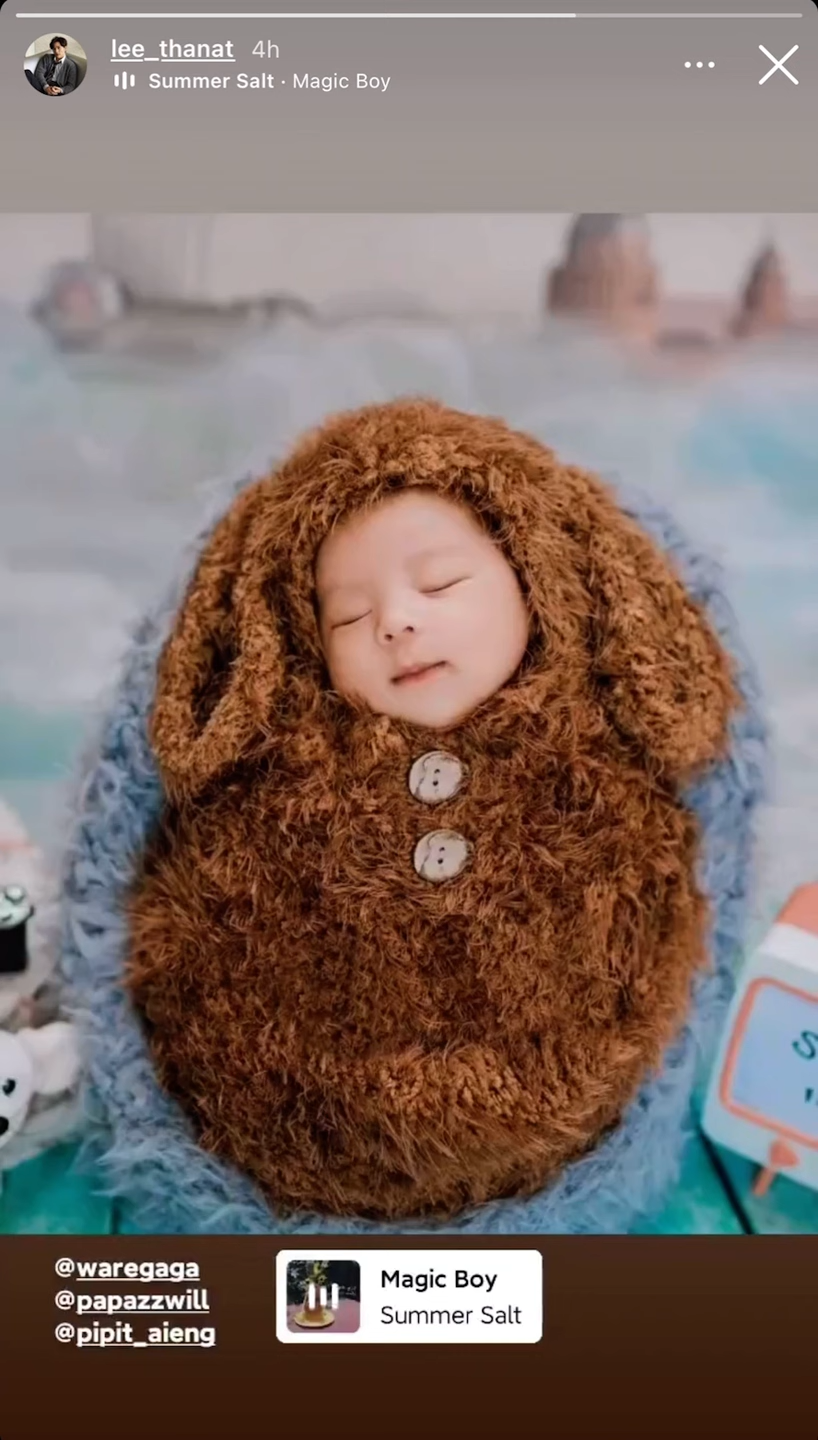 lee_thanat 4h
Summer Salt · Magic Boy
@waregaga
@papazzwill
@pipit_aieng
Magic Boy
Summer Salt